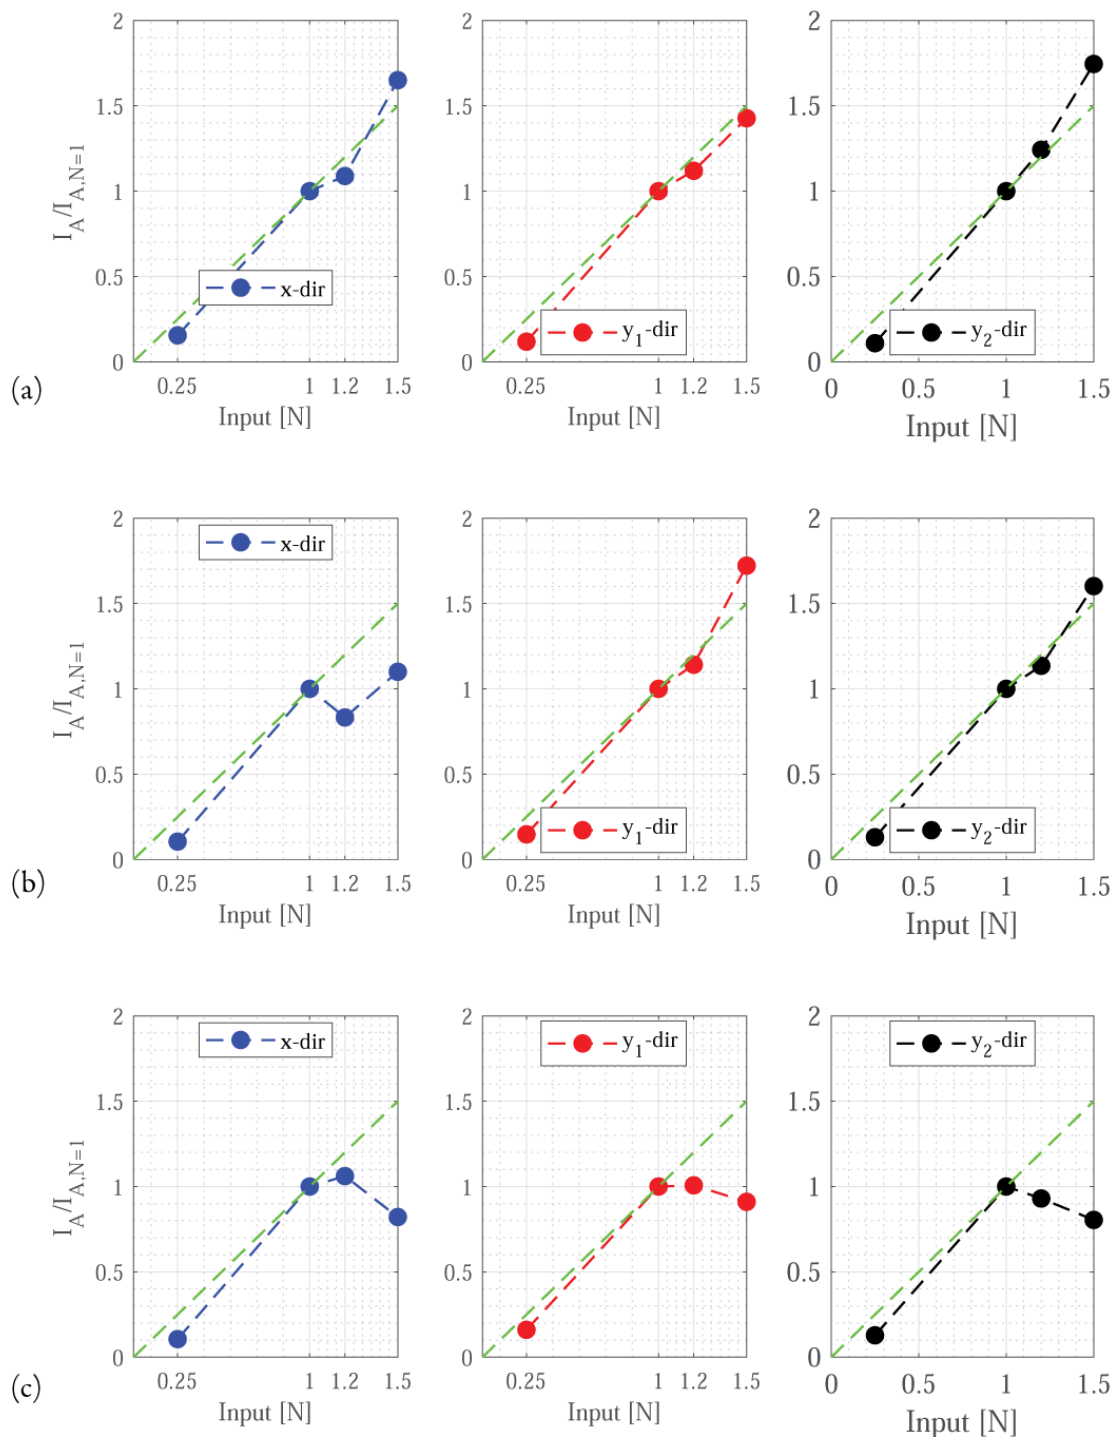 2 2 2
1.5 1.5 1.5
I_A/I_{A,N=1} 1 1 1
0.5 0.5 0.5
x-dir y_1-dir y_2-dir
0 0 0
(a) 0.25 1 1.2 1.5 0.25 1 1.2 1.5 0 0.5 1 1.5
Input [N] Input [N] Input [N]
2 2 2
x-dir
1.5 1.5 1.5
I_A/I_{A,N=1} 1 1 1
0.5 0.5 0.5
y_1-dir y_2-dir
0 0 0
(b) 0.25 1 1.2 1.5 0.25 1 1.2 1.5 0 0.5 1 1.5
Input [N] Input [N] Input [N]
2 2 2
x-dir y_1-dir y_2-dir
1.5 1.5 1.5
I_A/I_{A,N=1} 1 1 1
0.5 0.5 0.5
0 0 0
(c) 0.25 1 1.2 1.5 0.25 1 1.2 1.5 0 0.5 1 1.5
Input [N] Input [N] Input [N]